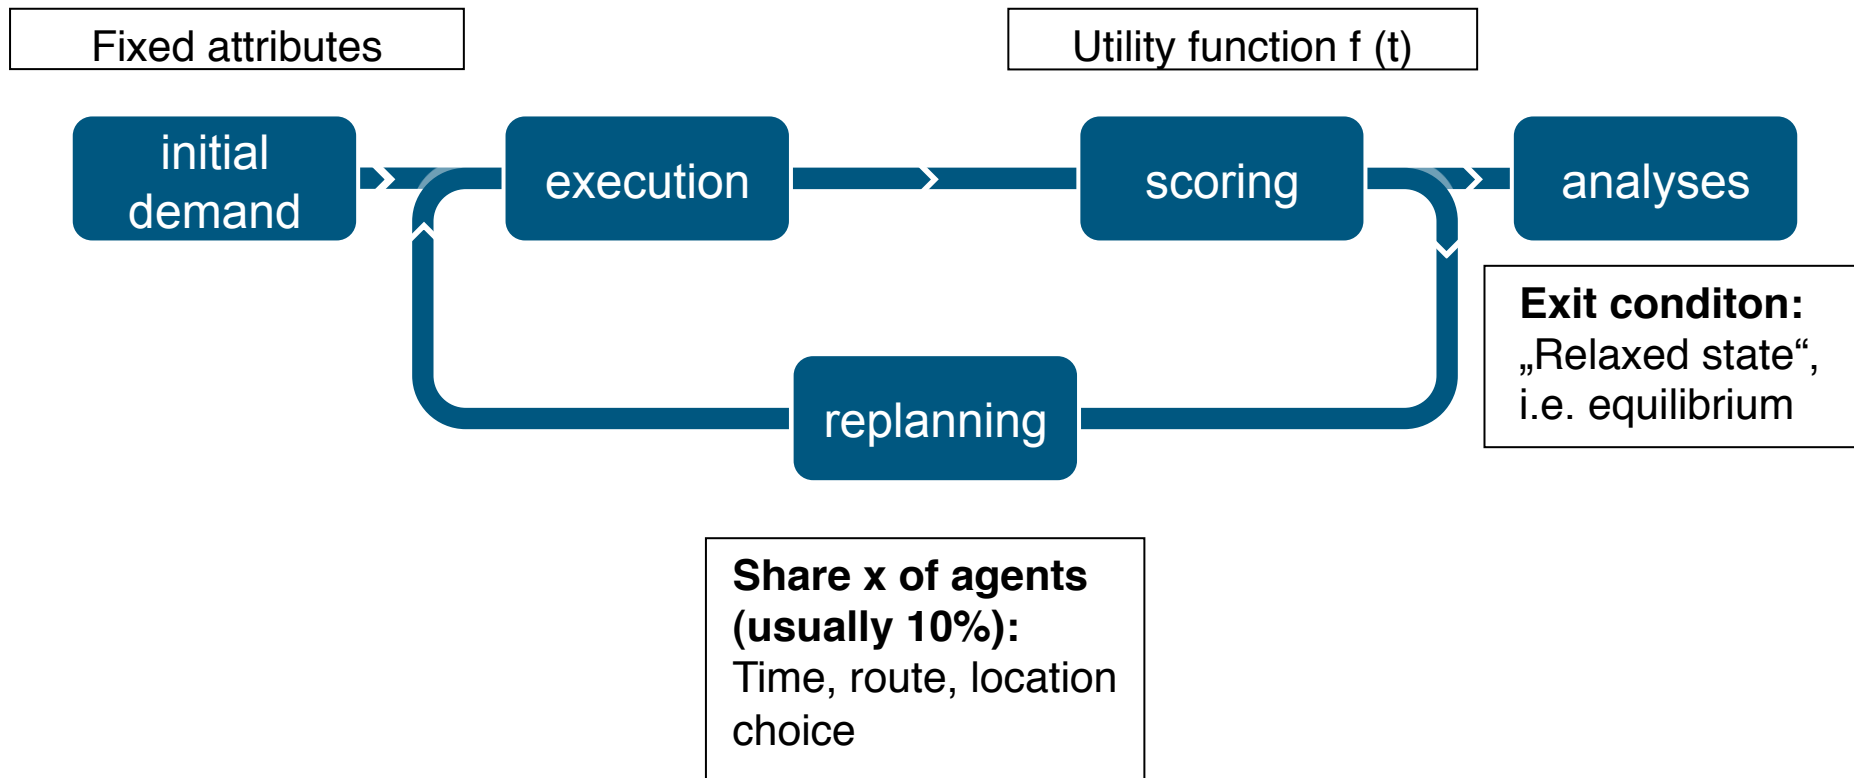 Fixed attributes
Utility function f (t)
initial
demand
execution
scoring
analyses
Exit conditon:
„Relaxed state“,
i.e. equilibrium
replanning
Share x of agents
(usually 10%):
Time, route, location
choice